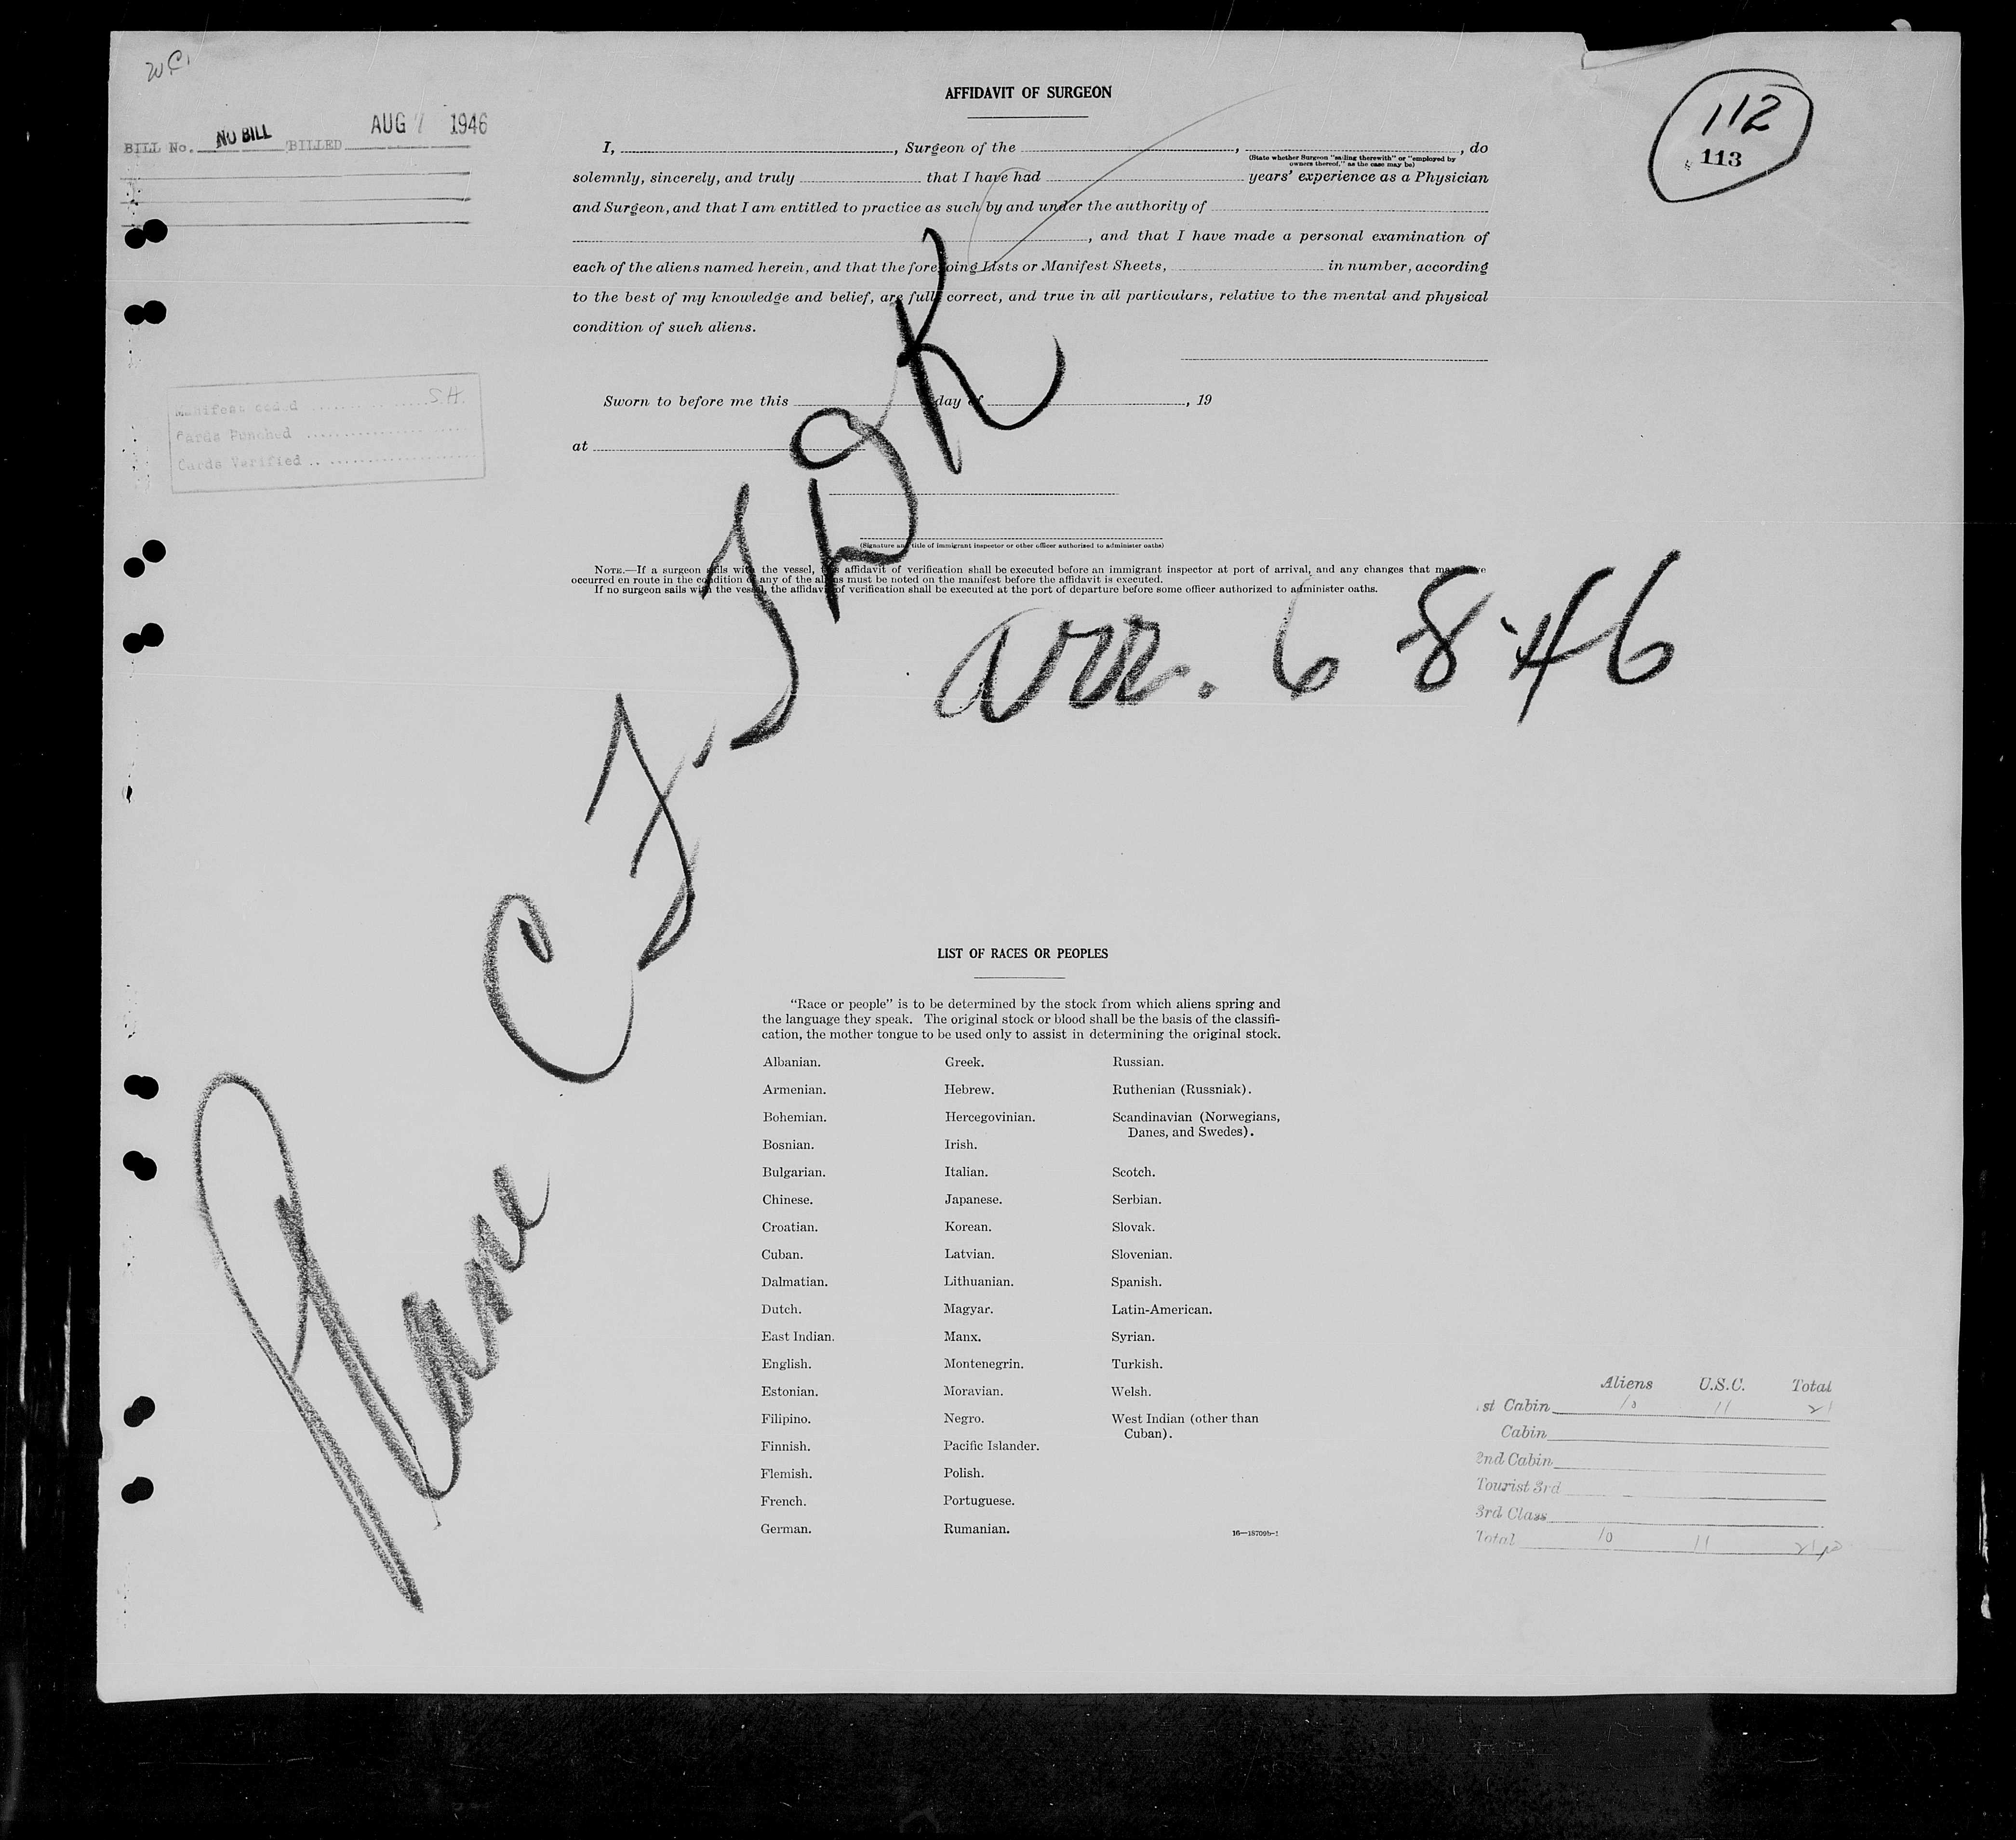 W.C.
BILL No. NO BILL BILLED AUG 7 1946
112
113
AFFIDAVIT OF SURGEON
I, , Surgeon of the , , do
(State whether Surgeon "sailing therewith" or "employed by
owners thereof," as the case may be)
solemnly, sincerely, and truly that I have had years' experience as a Physician
and Surgeon, and that I am entitled to practice as such by and under the authority of
, and that I have made a personal examination of
each of the aliens named herein, and that the foregoing Lists or Manifest Sheets, in number, according
to the best of my knowledge and belief, are full, correct, and true in all particulars, relative to the mental and physical
condition of such aliens.
Manifest coded S.H.
Cards Punched
Cards Verified
Sworn to before me this day of , 19
at
(Signature and title of immigrant inspector or other officer authorized to administer oaths)
NOTE.—If a surgeon sails with the vessel, this affidavit of verification shall be executed before an immigrant inspector at port of arrival, and any changes that may have
occurred en route in the condition of any of the aliens must be noted on the manifest before the affidavit is executed.
If no surgeon sails with the vessel, the affidavit of verification shall be executed at the port of departure before some officer authorized to administer oaths.
Plane CF-TDK
arr. 6-8-46
LIST OF RACES OR PEOPLES
"Race or people" is to be determined by the stock from which aliens spring and
the language they speak. The original stock or blood shall be the basis of the classifi-
cation, the mother tongue to be used only to assist in determining the original stock.
Albanian.
Armenian.
Bohemian.
Bosnian.
Bulgarian.
Chinese.
Croatian.
Cuban.
Dalmatian.
Dutch.
East Indian.
English.
Estonian.
Filipino.
Finnish.
Flemish.
French.
German.
Greek.
Hebrew.
Hercegovinian.
Irish.
Italian.
Japanese.
Korean.
Latvian.
Lithuanian.
Magyar.
Manx.
Montenegrin.
Moravian.
Negro.
Pacific Islander.
Polish.
Portuguese.
Rumanian.
Russian.
Ruthenian (Russniak).
Scandinavian (Norwegians,
Danes, and Swedes).
Scotch.
Serbian.
Slovak.
Slovenian.
Spanish.
Latin-American.
Syrian.
Turkish.
Welsh.
West Indian (other than
Cuban).
16—18709b-1
Aliens U.S.C. Total
1st Cabin 10 11 21
Cabin
2nd Cabin
Tourist 3rd
3rd Class
Total 10 11 21